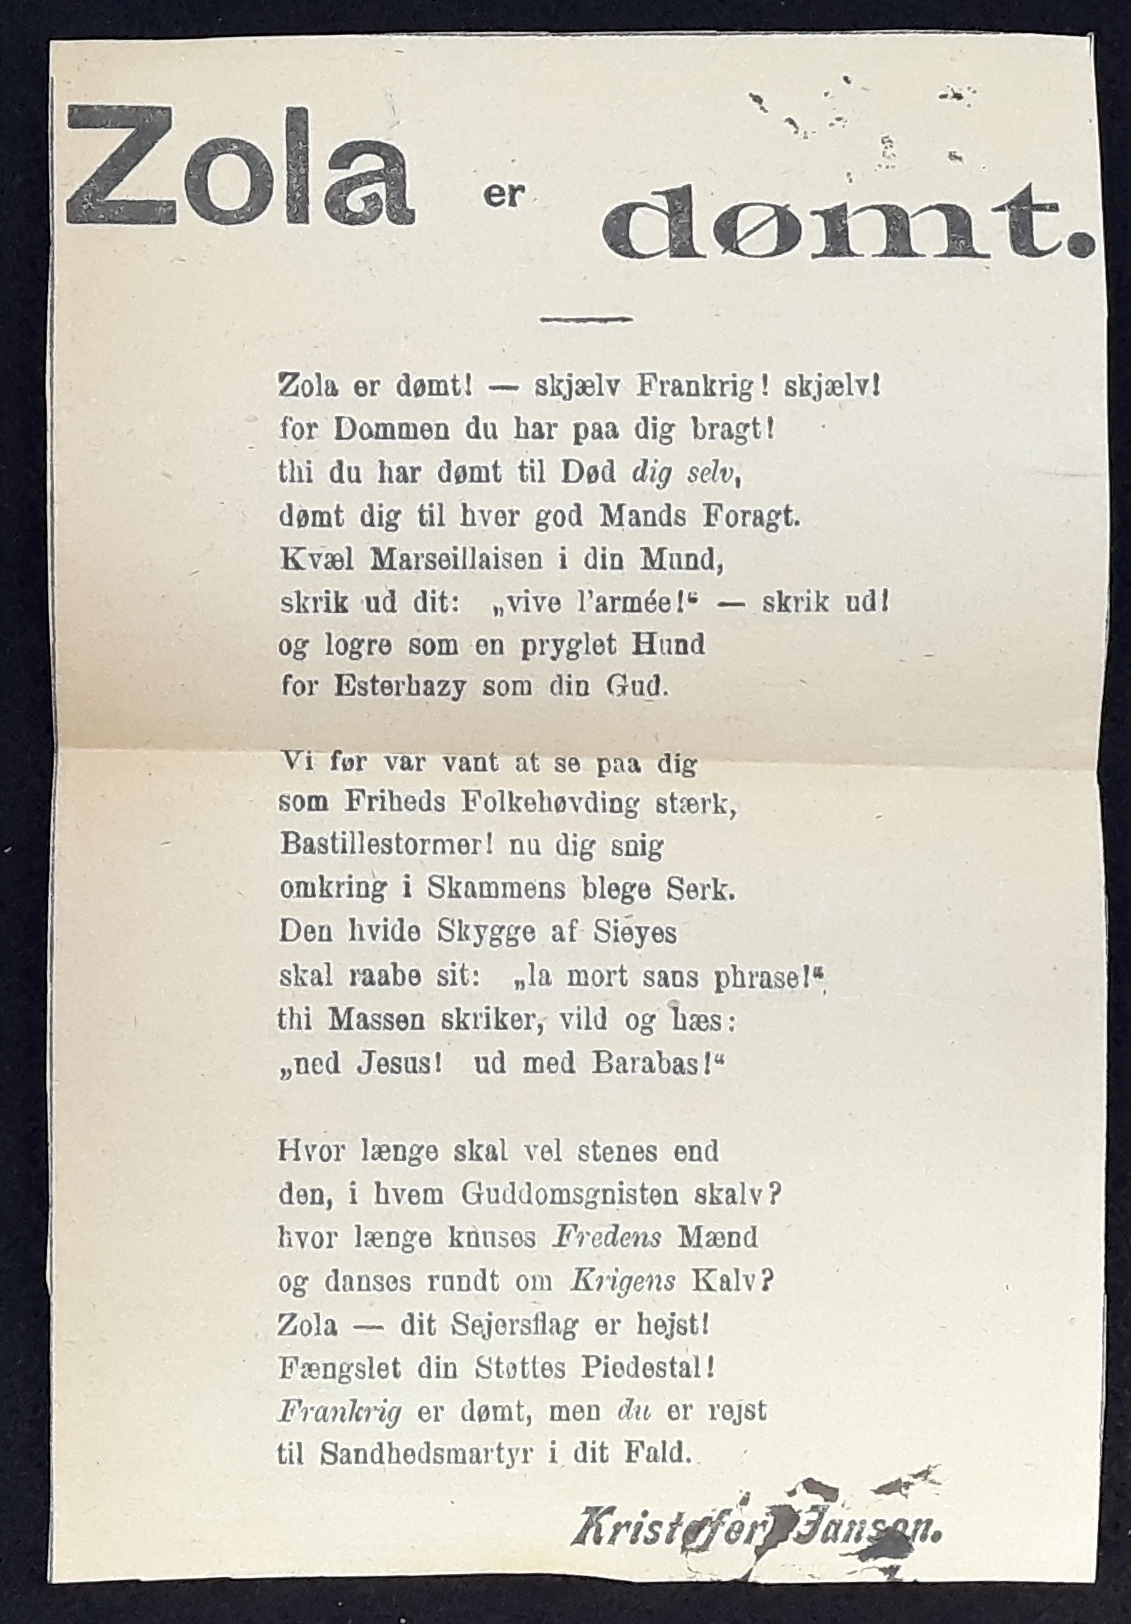 Zola er dømt.
Zola er dømt! — skjælv Frankrig! skjælv!
for Dommen du har paa dig bragt!
thi du har dømt til Død dig selv,
dømt dig til hver god Mands Foragt.
Kvæl Marseillaisen i din Mund,
skrik ud dit: „vive l'armée!“ — skrik ud!
og logre som en pryglet Hund
for Esterhazy som din Gud.
Vi før var vant at se paa dig
som Friheds Folkehøvding stærk,
Bastillestormer! nu dig snig
omkring i Skammens blege Serk.
Den hvide Skygge af Siéyes
skal raabe sit: „la mort sans phrase!“
thi Massen skriker, vild og hæs:
„ned Jesus! ud med Barabas!“
Hvor længe skal vel stenes end
den, i hvem Guddomsgnisten skalv?
hvor længe knuses Fredens Mænd
og danses rundt om Krigens Kalv?
Zola — dit Sejersflag er hejst!
Fængslet din Støttes Piedestal!
Frankrig er dømt, men du er rejst
til Sandhedsmartyr i dit Fald.
Kristofer Janson.